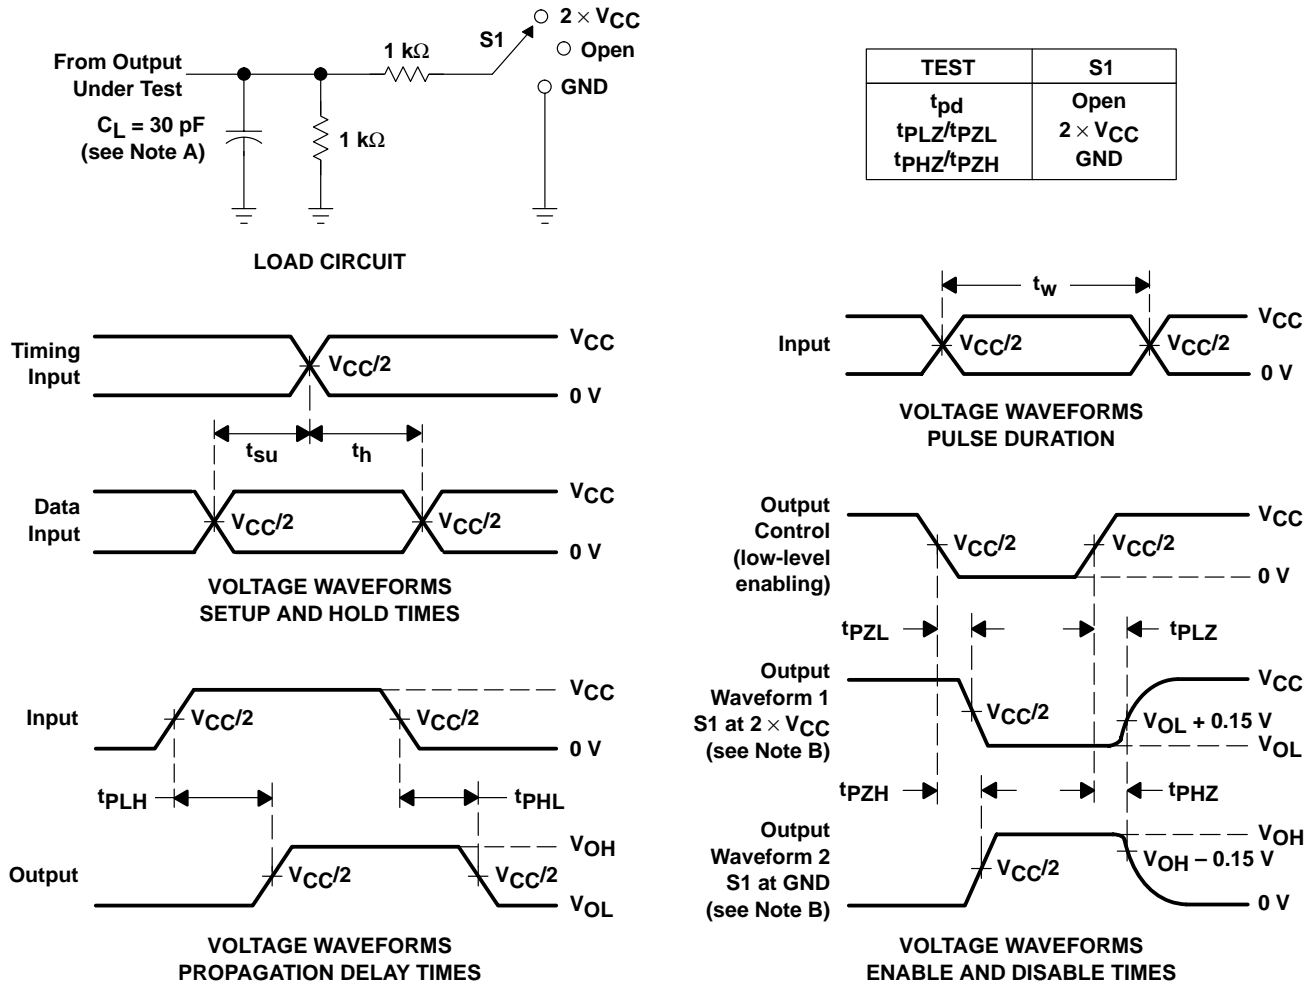 2 × VCC
S1
Open
1 kΩ
From Output
Under Test
GND
CL = 30 pF
(see Note A)
1 kΩ
LOAD CIRCUIT
TEST S1
tpd Open
tPLZ/tPZL 2 × VCC
tPHZ/tPZH GND
Timing
Input
VCC
VCC/2
0 V
tsu
th
Data
Input
VCC
VCC/2
VCC/2
0 V
VOLTAGE WAVEFORMS
SETUP AND HOLD TIMES
tw
Input
VCC
VCC/2
VCC/2
0 V
VOLTAGE WAVEFORMS
PULSE DURATION
Input
VCC
VCC/2
VCC/2
0 V
tPLH
tPHL
Output
VOH
VCC/2
VCC/2
VOL
VOLTAGE WAVEFORMS
PROPAGATION DELAY TIMES
Output
Control
(low-level
enabling)
VCC
VCC/2
VCC/2
0 V
tPZL
tPLZ
Output
Waveform 1
S1 at 2 × VCC
(see Note B)
VCC
VCC/2
VOL + 0.15 V
VOL
tPZH
tPHZ
Output
Waveform 2
S1 at GND
(see Note B)
VOH
VCC/2
VOH − 0.15 V
0 V
VOLTAGE WAVEFORMS
ENABLE AND DISABLE TIMES